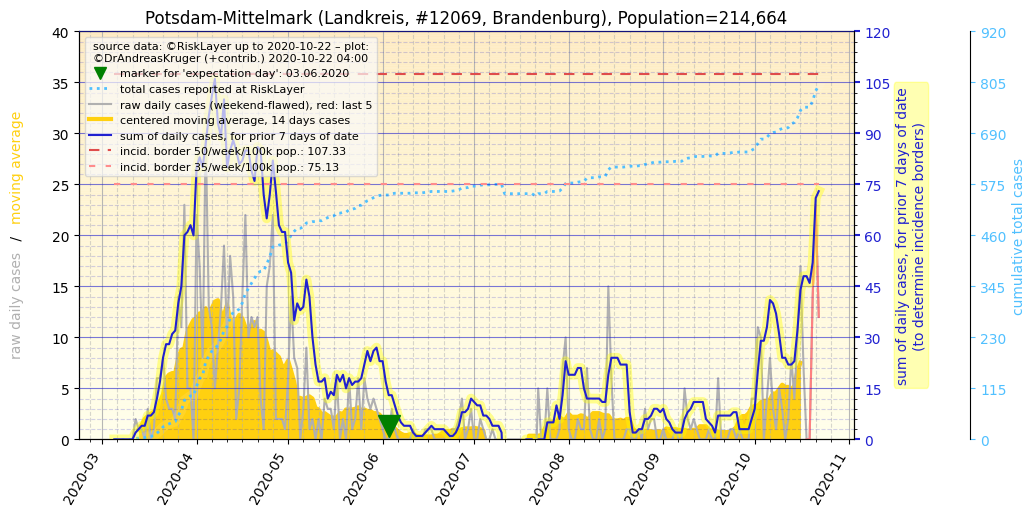 Potsdam-Mittelmark (Landkreis, #12069, Brandenburg), Population=214,664
source data: ©RiskLayer up to 2020-10-22 – plot:
©DrAndreasKruger (+contrib.) 2020-10-22 04:00
marker for 'expectation day': 03.06.2020
total cases reported at RiskLayer
raw daily cases (weekend-flawed), red: last 5
centered moving average, 14 days cases
sum of daily cases, for prior 7 days of date
incid. border 50/week/100k pop.: 107.33
incid. border 35/week/100k pop.: 75.13
raw daily cases / moving average
40
35
30
25
20
15
10
5
0
2020-03
2020-04
2020-05
2020-06
2020-07
2020-08
2020-09
2020-10
2020-11
120
105
90
75
60
45
30
15
0
sum of daily cases, for prior 7 days of date
(to determine incidence borders)
920
805
690
575
460
345
230
115
0
cumulative total cases